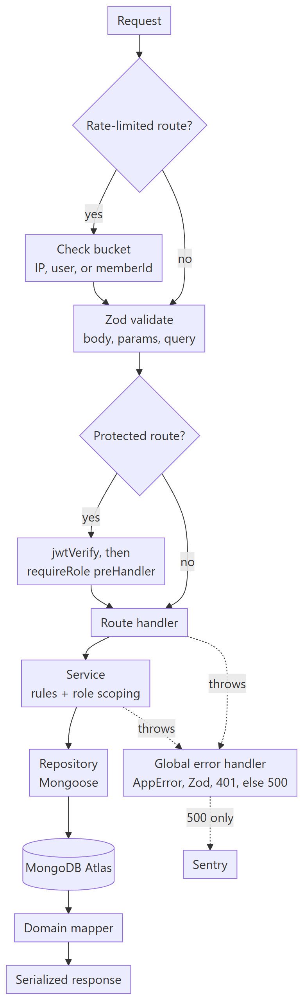 Request
Rate-limited route?
yes
Check bucket
IP, user, or memberId
no
Zod validate
body, params, query
Protected route?
yes
jwtVerify, then
requireRole preHandler
no
Route handler
Service
rules + role scoping
throws
throws
Repository
Mongoose
Global error handler
AppError, Zod, 401, else 500
500 only
MongoDB Atlas
Sentry
Domain mapper
Serialized response